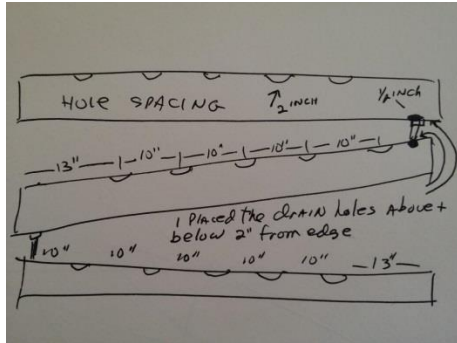 HOLE SPACING 2 INCH ½ INCH
13" 10" 10" 10" 10"
I PLACED the dRAIN holes Above +
below 2" from edge
10" 10" 10" 10" 10" 13"